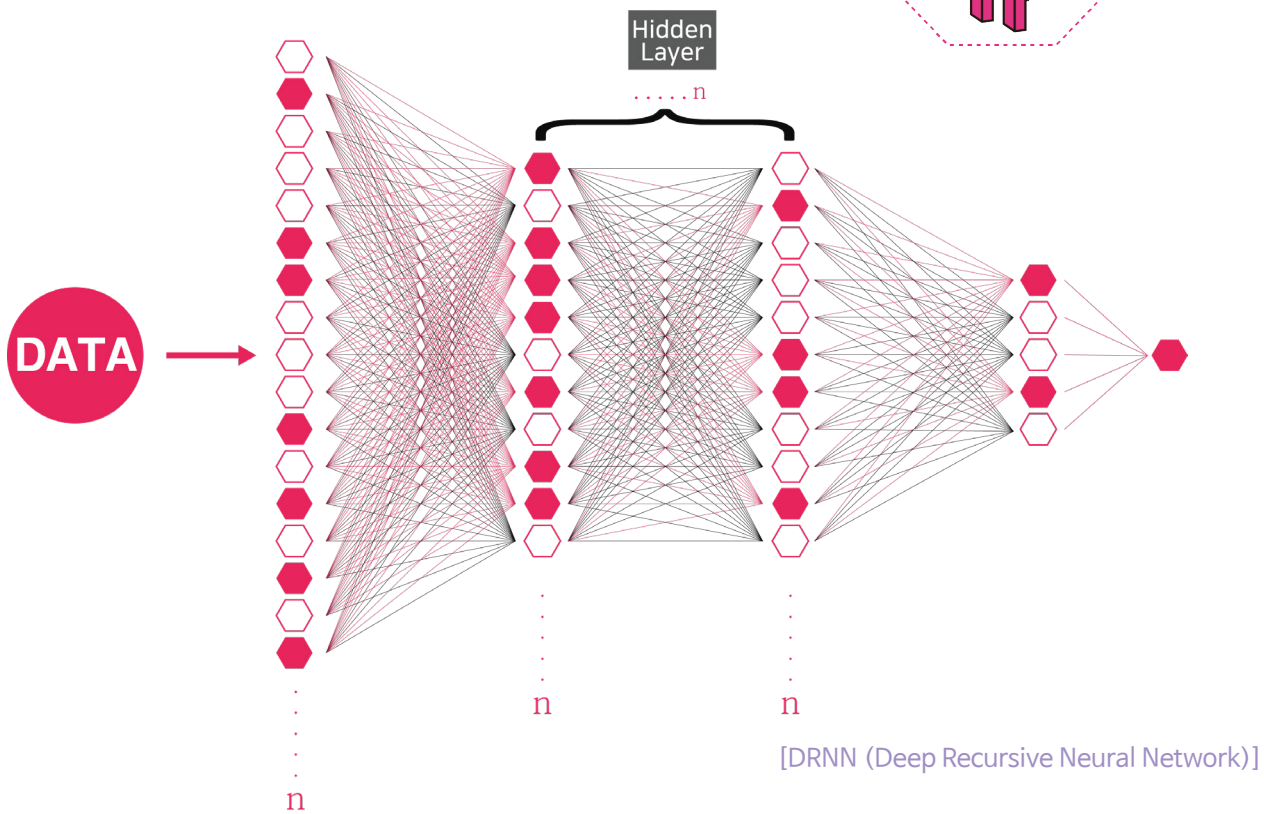 Hidden
Layer
.....n
DATA
n
n
n
[DRNN (Deep Recursive Neural Network)]